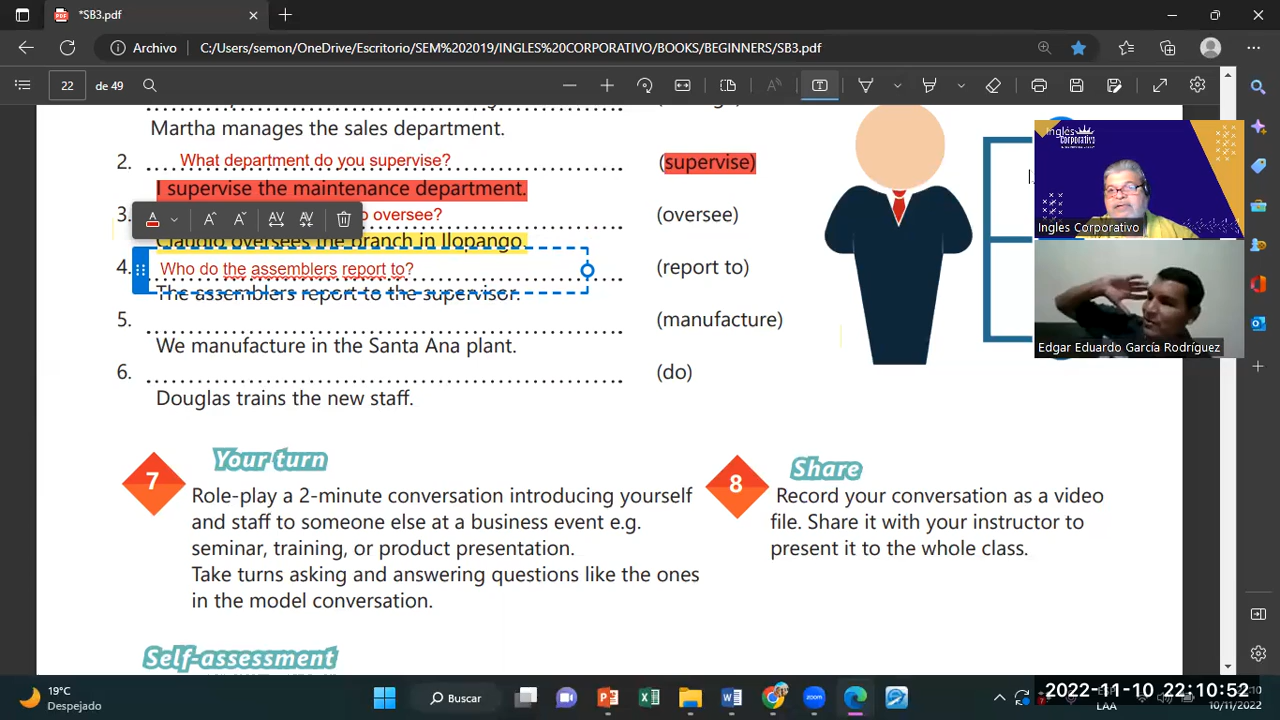 *SB3.pdf
Archivo
C:/Users/semon/OneDrive/Escritorio/SEM%202019/INGLES%20CORPORATIVO/BOOKS/BEGINNERS/SB3.pdf
22 de 49
Martha manages the sales department.
2. What department do you supervise? (supervise)
I supervise the maintenance department.
3. oversee? (oversee)
Claudio oversees the branch in Ilopango.
4. Who do the assemblers report to? (report to)
The assemblers report to the supervisor.
5. (manufacture)
We manufacture in the Santa Ana plant.
6. (do)
Douglas trains the new staff.
Inglés Corporativo
Ingles Corporativo
Edgar Eduardo García Rodríguez
7 Your turn
Role-play a 2-minute conversation introducing yourself
and staff to someone else at a business event e.g.
seminar, training, or product presentation.
Take turns asking and answering questions like the ones
in the model conversation.
8 Share
Record your conversation as a video
file. Share it with your instructor to
present it to the whole class.
Self-assessment
19°C
Despejado
Buscar
LAA
2022-11-10 22:10:52
10/11/2022